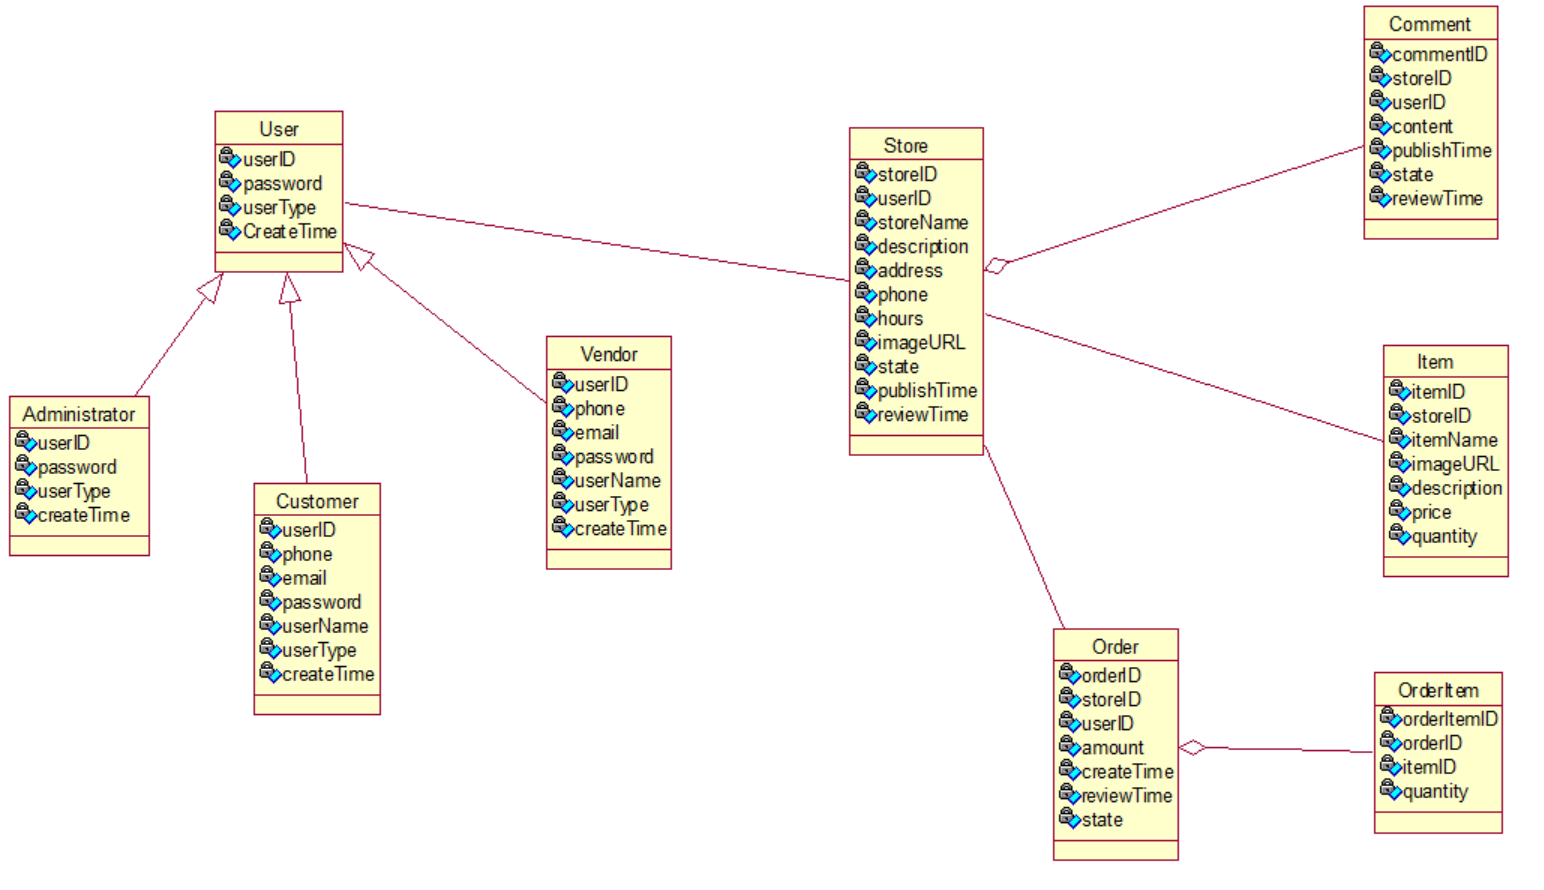 User
userID
password
userType
CreateTime
Administrator
userID
password
userType
createTime
Customer
userID
phone
email
password
userName
userType
createTime
Vendor
userID
phone
email
password
userName
userType
createTime
Store
storeID
userID
storeName
description
address
phone
hours
imageURL
state
publishTime
reviewTime
Comment
commentID
storeID
userID
content
publishTime
state
reviewTime
Item
itemID
storeID
itemName
imageURL
description
price
quantity
Order
orderID
storeID
userID
amount
createTime
reviewTime
state
OrderItem
orderItemID
orderID
itemID
quantity